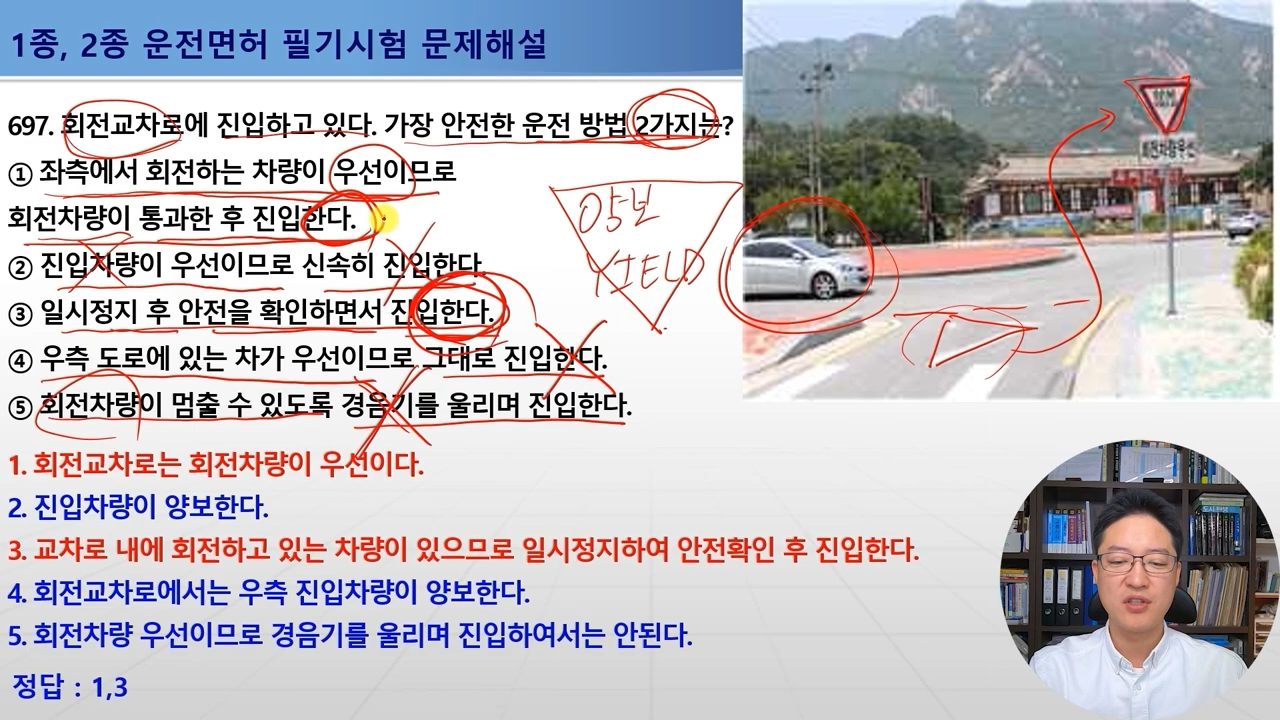 1종, 2종 운전면허 필기시험 문제해설
697. 회전교차로에 진입하고 있다. 가장 안전한 운전 방법 2가지는?
① 좌측에서 회전하는 차량이 우선이므로
회전차량이 통과한 후 진입한다.
② 진입차량이 우선이므로 신속히 진입한다.
③ 일시정지 후 안전을 확인하면서 진입한다.
④ 우측 도로에 있는 차가 우선이므로 그대로 진입한다.
⑤ 회전차량이 멈출 수 있도록 경음기를 울리며 진입한다.
양보
YIELD
회전차량우선
1. 회전교차로는 회전차량이 우선이다.
2. 진입차량이 양보한다.
3. 교차로 내에 회전하고 있는 차량이 있으므로 일시정지하여 안전확인 후 진입한다.
4. 회전교차로에서는 우측 진입차량이 양보한다.
5. 회전차량 우선이므로 경음기를 울리며 진입하여서는 안된다.
정답 : 1,3